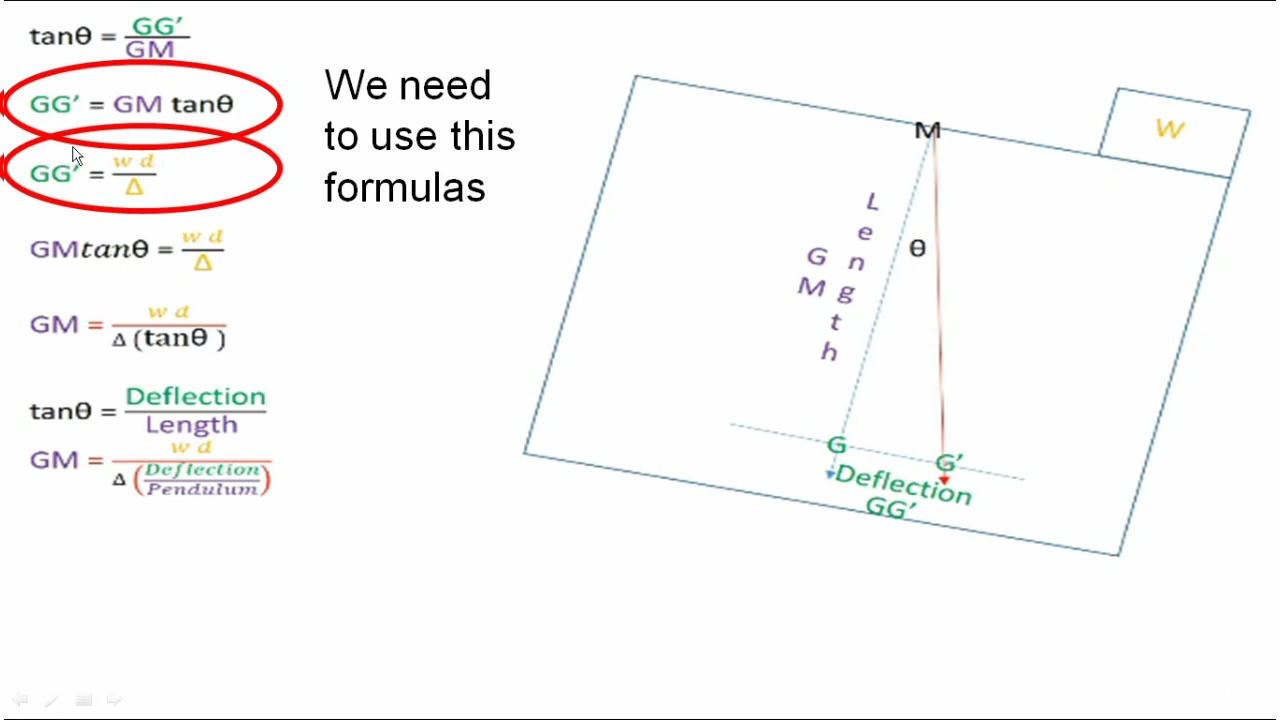 tanθ = GG'/GM
GG' = GM tanθ
GG' = w d/Δ
GMtanθ = w d/Δ
GM = w d/Δ (tanθ )
tanθ = Deflection/Length
GM = w d/Δ (Deflection/Pendulum)
We need
to use this
formulas
M
W
θ
Length
GM
G
G'
Deflection
GG'